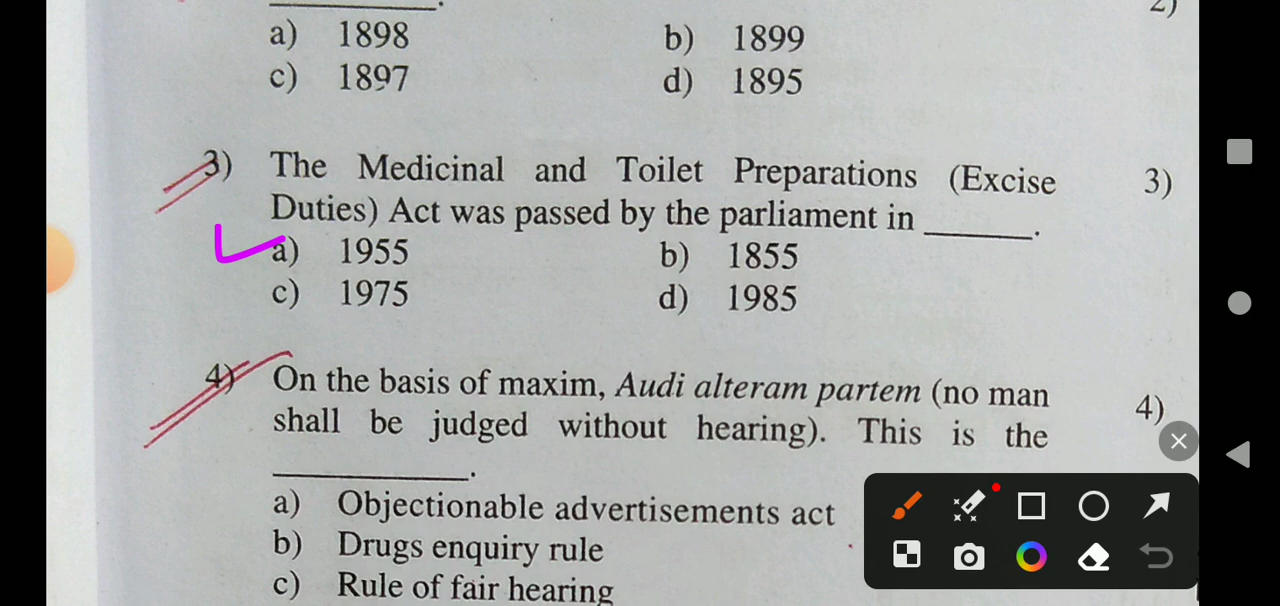 2)
a) 1898 b) 1899
c) 1897 d) 1895
3) The Medicinal and Toilet Preparations (Excise 3)
Duties) Act was passed by the parliament in ______.
a) 1955 b) 1855
c) 1975 d) 1985
4) On the basis of maxim, Audi alteram partem (no man 4)
shall be judged without hearing). This is the
__________.
a) Objectionable advertisements act
b) Drugs enquiry rule
c) Rule of fair hearing